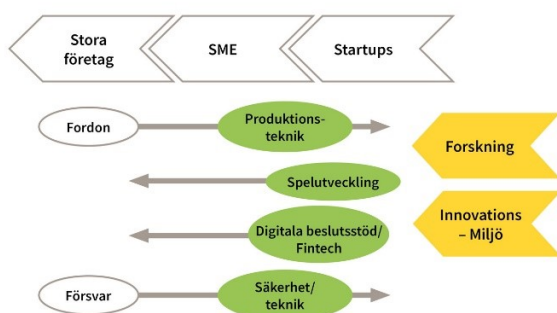 Stora
företag
SME
Startups
Fordon
Produktions-
teknik
Forskning
Spelutveckling
Innovations
– Miljö
Digitala beslutsstöd/
Fintech
Försvar
Säkerhet/
teknik